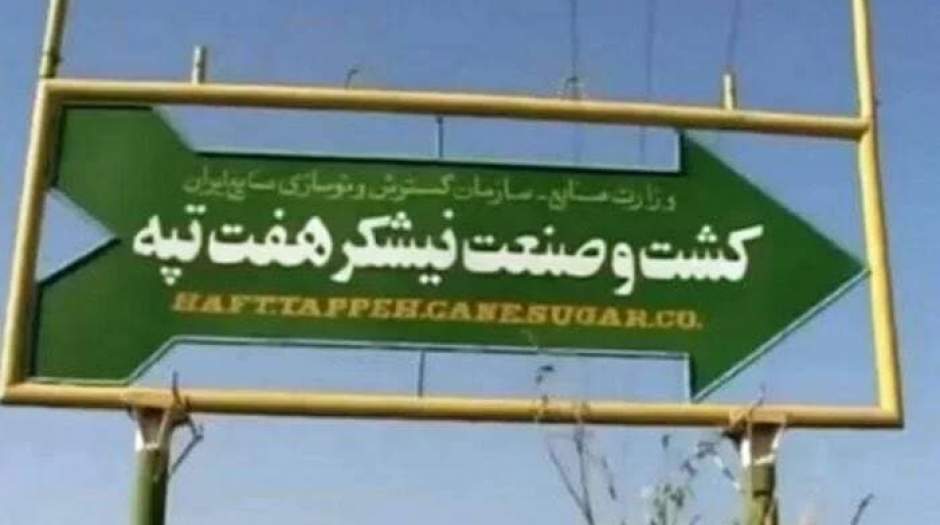 وزارت صنایع - سازمان گسترش و نوسازی صنایع ایران
کشت و صنعت نیشکر هفت تپه
HAFT.TAPPEH.CANE.SUGAR.CO.